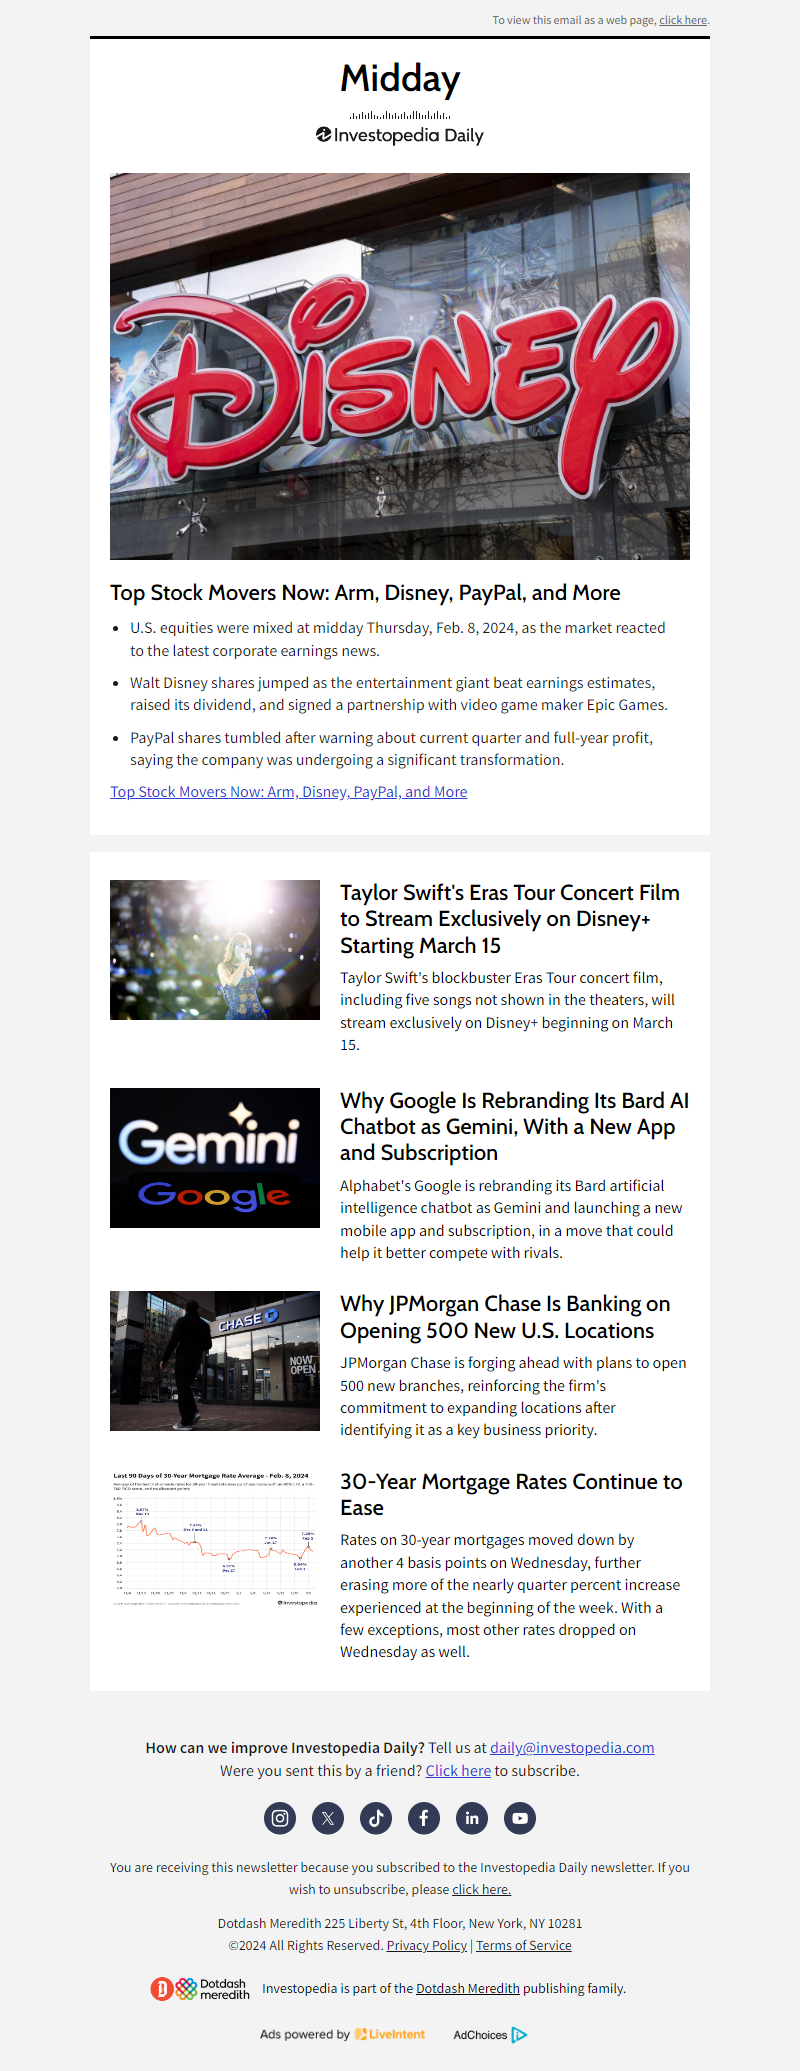 To view this email as a web page, click here.
Midday
Investopedia Daily
DISNEY
Top Stock Movers Now: Arm, Disney, PayPal, and More
• U.S. equities were mixed at midday Thursday, Feb. 8, 2024, as the market reacted
to the latest corporate earnings news.
• Walt Disney shares jumped as the entertainment giant beat earnings estimates,
raised its dividend, and signed a partnership with video game maker Epic Games.
• PayPal shares tumbled after warning about current quarter and full-year profit,
saying the company was undergoing a significant transformation.
Top Stock Movers Now: Arm, Disney, PayPal, and More
Taylor Swift's Eras Tour Concert Film
to Stream Exclusively on Disney+
Starting March 15
Taylor Swift's blockbuster Eras Tour concert film,
including five songs not shown in the theaters, will
stream exclusively on Disney+ beginning on March
15.
Gemini
Google
Why Google Is Rebranding Its Bard AI
Chatbot as Gemini, With a New App
and Subscription
Alphabet's Google is rebranding its Bard artificial
intelligence chatbot as Gemini and launching a new
mobile app and subscription, in a move that could
help it better compete with rivals.
CHASE
NOW
OPEN
Why JPMorgan Chase Is Banking on
Opening 500 New U.S. Locations
JPMorgan Chase is forging ahead with plans to open
500 new branches, reinforcing the firm's
commitment to expanding locations after
identifying it as a key business priority.
Last 90 Days of 30-Year Mortgage Rate Average - Feb. 8, 2024
Investopedia
30-Year Mortgage Rates Continue to
Ease
Rates on 30-year mortgages moved down by
another 4 basis points on Wednesday, further
erasing more of the nearly quarter percent increase
experienced at the beginning of the week. With a
few exceptions, most other rates dropped on
Wednesday as well.
How can we improve Investopedia Daily? Tell us at daily@investopedia.com
Were you sent this by a friend? Click here to subscribe.
You are receiving this newsletter because you subscribed to the Investopedia Daily newsletter. If you
wish to unsubscribe, please click here.
Dotdash Meredith 225 Liberty St, 4th Floor, New York, NY 10281
©2024 All Rights Reserved. Privacy Policy | Terms of Service
Dotdash
meredith
Investopedia is part of the Dotdash Meredith publishing family.
Ads powered by LiveIntent
AdChoices